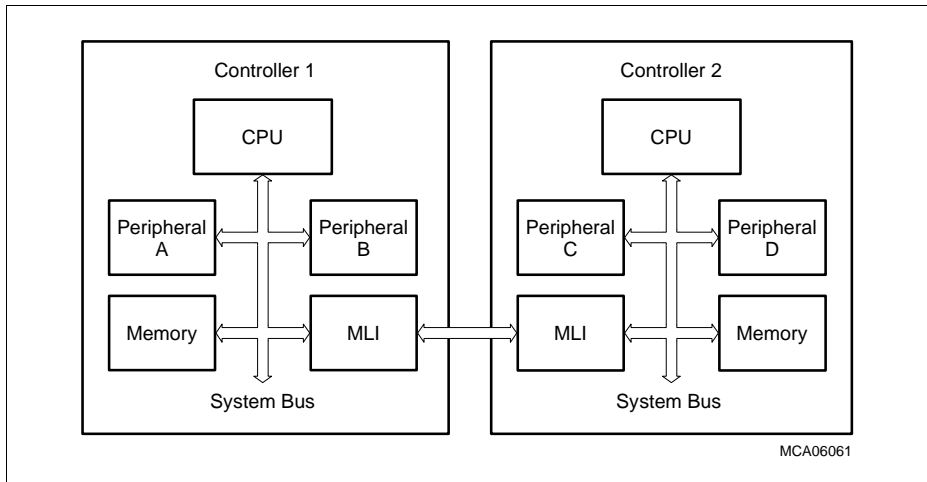 Controller 1
CPU
Peripheral
A
Peripheral
B
Memory
MLI
System Bus
Controller 2
CPU
Peripheral
C
Peripheral
D
MLI
Memory
System Bus
MCA06061